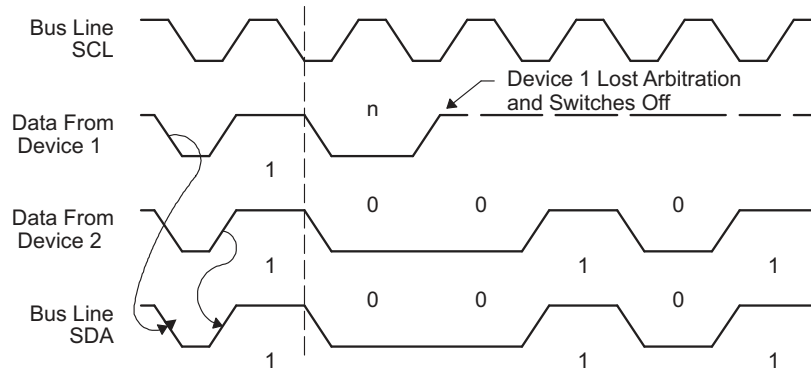 Bus Line
SCL
Device 1 Lost Arbitration
and Switches Off
n
Data From
Device 1
1
0 0 0
Data From
Device 2
1 1 1
0 0 0
Bus Line
SDA
1 1 1